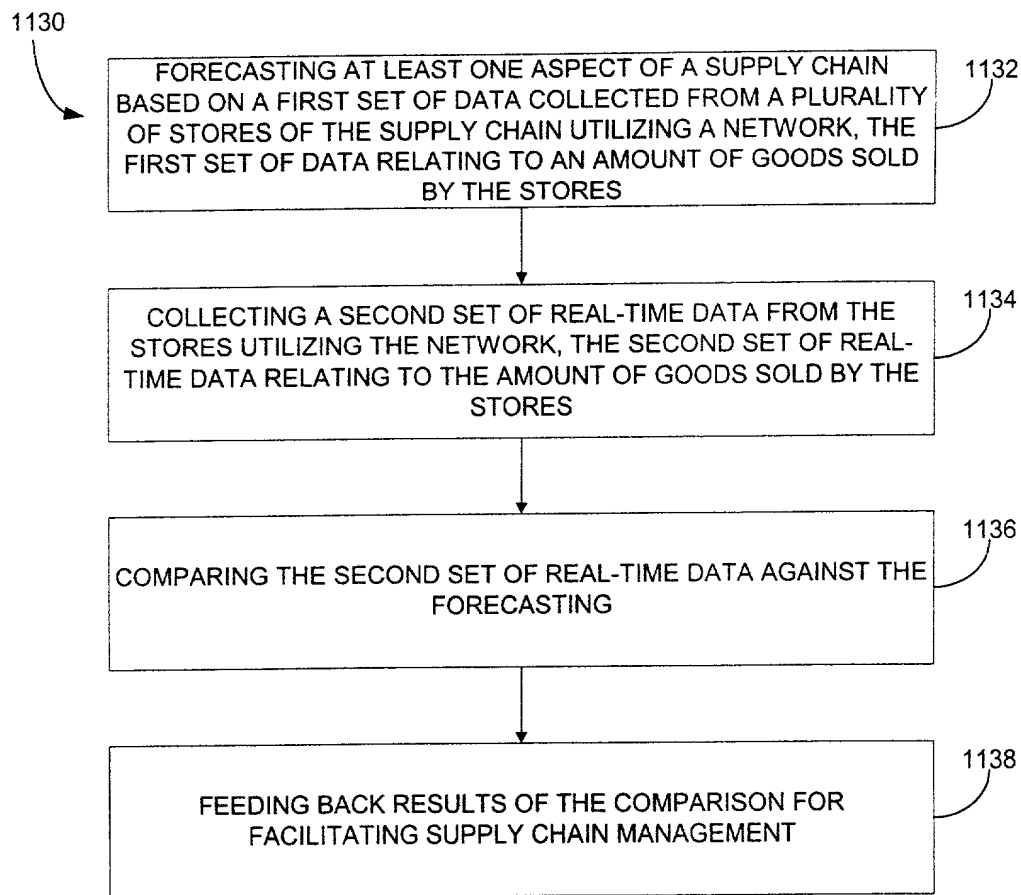 1130
FORECASTING AT LEAST ONE ASPECT OF A SUPPLY CHAIN
BASED ON A FIRST SET OF DATA COLLECTED FROM A PLURALITY
OF STORES OF THE SUPPLY CHAIN UTILIZING A NETWORK, THE
FIRST SET OF DATA RELATING TO AN AMOUNT OF GOODS SOLD
BY THE STORES
1132
COLLECTING A SECOND SET OF REAL-TIME DATA FROM THE
STORES UTILIZING THE NETWORK, THE SECOND SET OF REAL-
TIME DATA RELATING TO THE AMOUNT OF GOODS SOLD BY THE
STORES
1134
COMPARING THE SECOND SET OF REAL-TIME DATA AGAINST THE
FORECASTING
1136
FEEDING BACK RESULTS OF THE COMPARISON FOR
FACILITATING SUPPLY CHAIN MANAGEMENT
1138